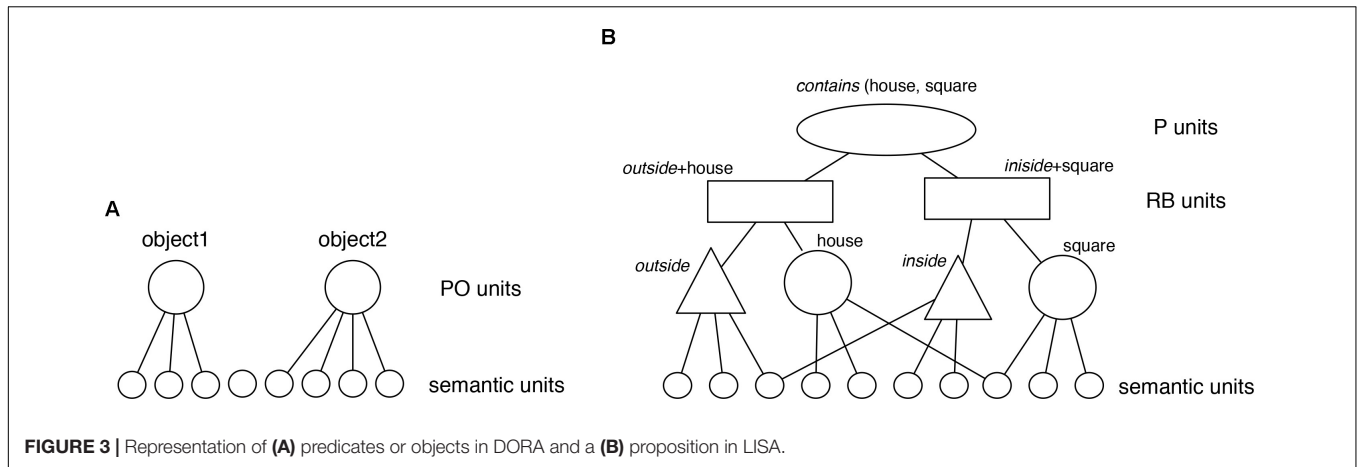 A
object1 object2
PO units
semantic units
B
contains (house, square
P units
outside+house
iniside+square
RB units
outside
house
inside
square
semantic units
FIGURE 3 | Representation of (A) predicates or objects in DORA and a (B) proposition in LISA.